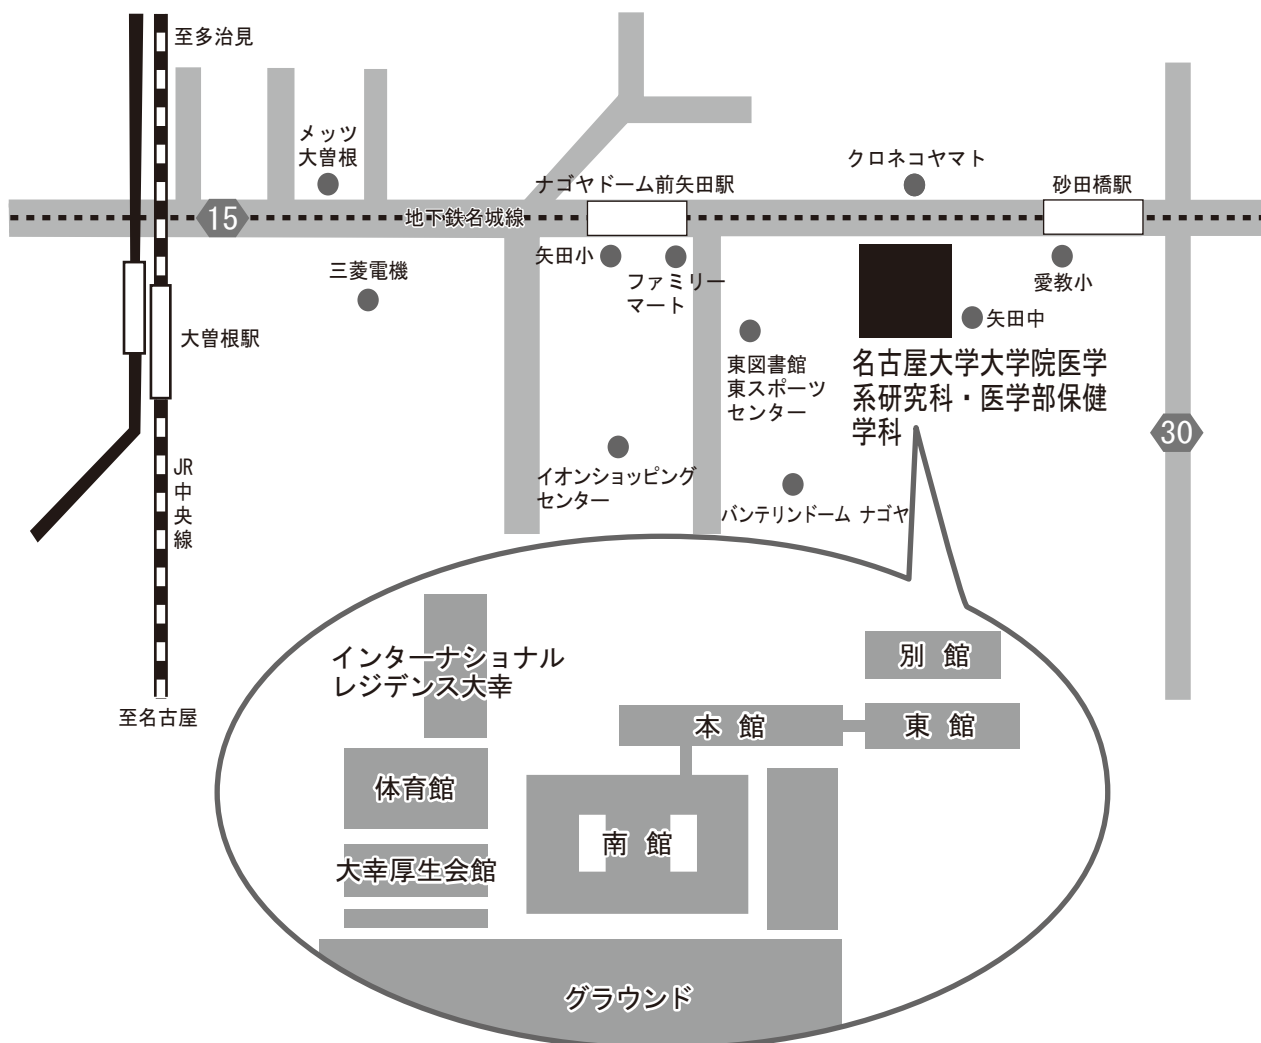 至多治見
メッツ
大曽根
ナゴヤドーム前矢田駅
クロネコヤマト
砂田橋駅
15
地下鉄名城線
矢田小
ファミリー
マート
愛教小
三菱電機
矢田中
大曽根駅
東図書館
東スポーツ
センター
名古屋大学大学院医学
系研究科・医学部保健
学科
30
JR
中
央
線
イオンショッピング
センター
バンテリンドーム ナゴヤ
至名古屋
インターナショナル
レジデンス大幸
別 館
本 館
東 館
体育館
南 館
大幸厚生会館
グラウンド